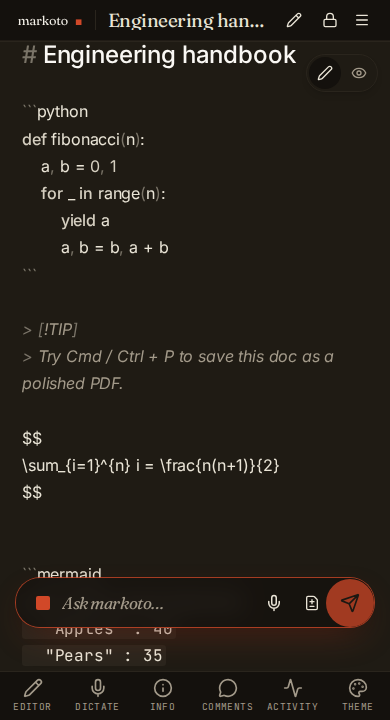 markoto
Engineering han...
# Engineering handbook
```python
def fibonacci(n):
a, b = 0, 1
for _ in range(n):
yield a
a, b = b, a + b
```
> [!TIP]
> Try Cmd / Ctrl + P to save this doc as a
polished PDF.
$$
\sum_{i=1}^{n} i = \frac{n(n+1)}{2}
$$
```mermaid
Ask markoto...
"Apples" : 40
"Pears" : 35
EDITOR
DICTATE
INFO
COMMENTS
ACTIVITY
THEME